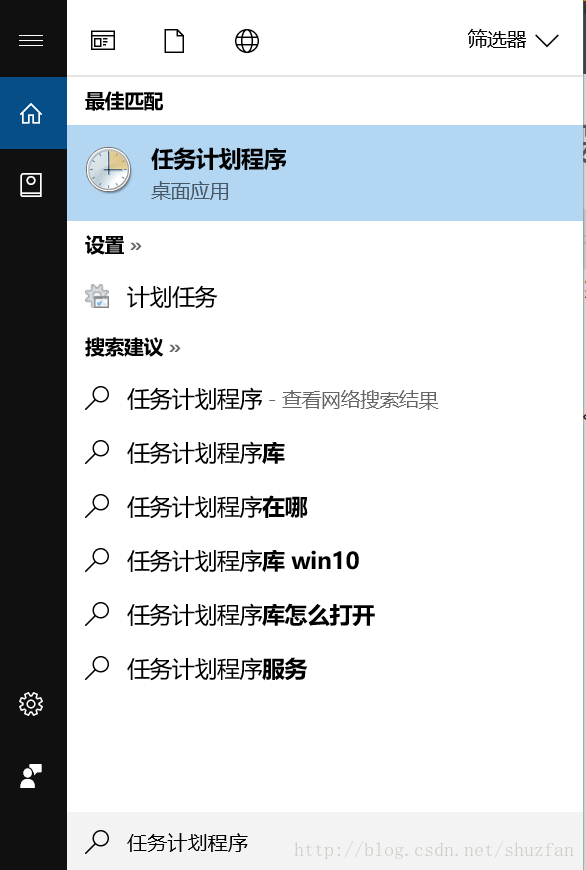 筛选器
最佳匹配
任务计划程序
桌面应用
设置 »
计划任务
搜索建议 »
任务计划程序 - 查看网络搜索结果
任务计划程序库
任务计划程序在哪
任务计划程序库 win10
任务计划程序库怎么打开
任务计划程序服务
任务计划程序
http://blog.csdn.net/shuzfan